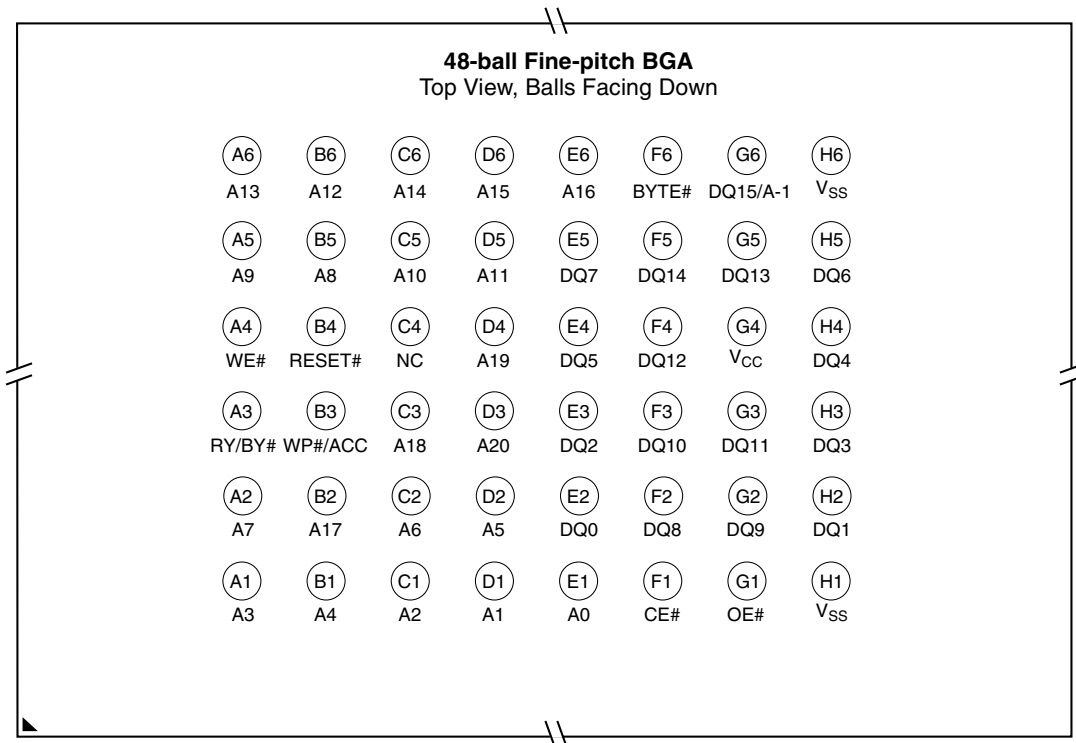 48-ball Fine-pitch BGA
Top View, Balls Facing Down
A6 B6 C6 D6 E6 F6 G6 H6
A13 A12 A14 A15 A16 BYTE# DQ15/A-1 VSS
A5 B5 C5 D5 E5 F5 G5 H5
A9 A8 A10 A11 DQ7 DQ14 DQ13 DQ6
A4 B4 C4 D4 E4 F4 G4 H4
WE# RESET# NC A19 DQ5 DQ12 VCC DQ4
A3 B3 C3 D3 E3 F3 G3 H3
RY/BY# WP#/ACC A18 A20 DQ2 DQ10 DQ11 DQ3
A2 B2 C2 D2 E2 F2 G2 H2
A7 A17 A6 A5 DQ0 DQ8 DQ9 DQ1
A1 B1 C1 D1 E1 F1 G1 H1
A3 A4 A2 A1 A0 CE# OE# VSS